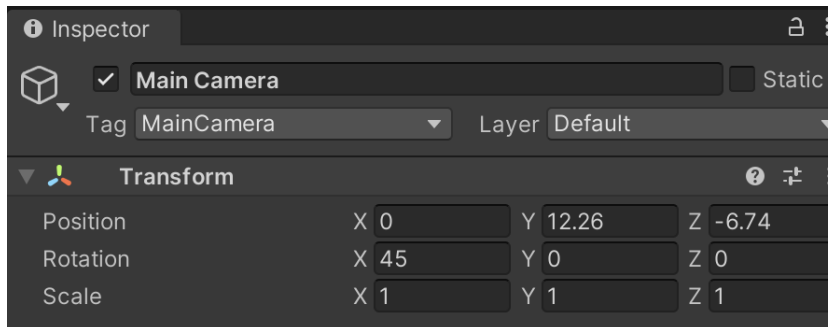 Inspector
Main Camera Static
Tag MainCamera Layer Default
Transform
Position X 0 Y 12.26 Z -6.74
Rotation X 45 Y 0 Z 0
Scale X 1 Y 1 Z 1